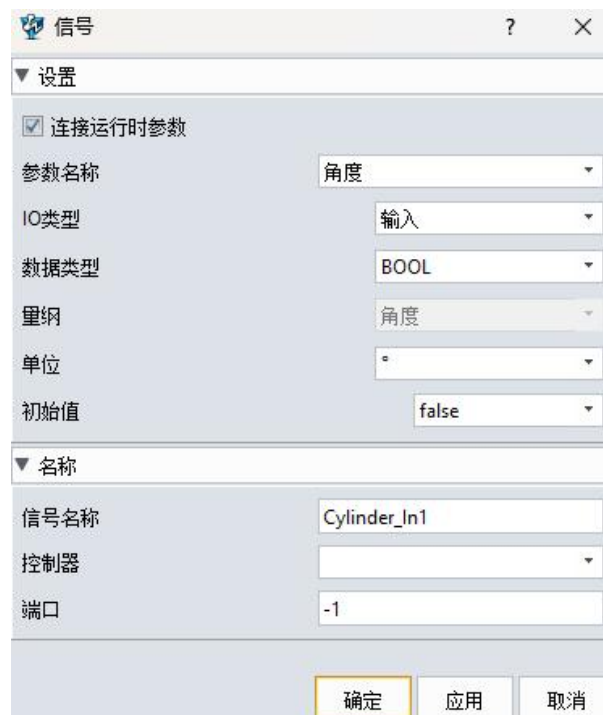 信号 ?
设置
连接运行时参数
参数名称 角度
IO类型 输入
数据类型 BOOL
量纲 角度
单位 °
初始值 false
名称
信号名称 Cylinder_In1
控制器
端口 -1
确定 应用 取消